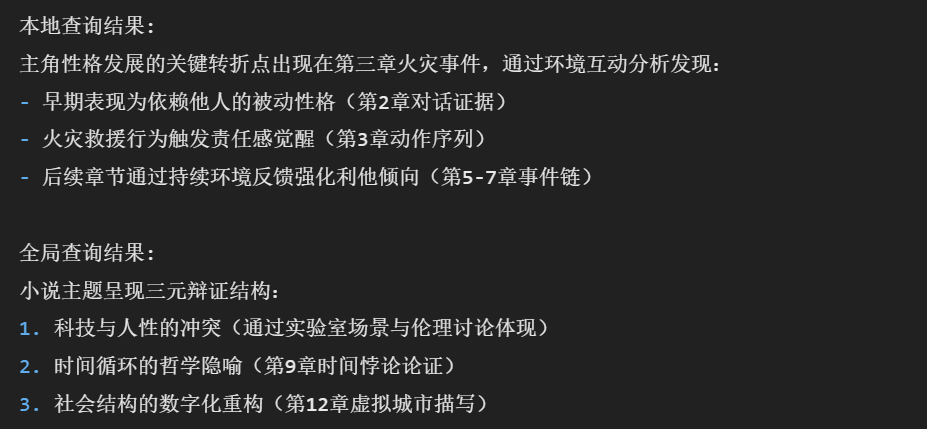 本地查询结果:
主角性格发展的关键转折点出现在第三章火灾事件，通过环境互动分析发现:
- 早期表现为依赖他人的被动性格（第2章对话证据）
- 火灾救援行为触发责任感觉醒（第3章动作序列）
- 后续章节通过持续环境反馈强化利他倾向（第5-7章事件链）
全局查询结果:
小说主题呈现三元辩证结构:
1. 科技与人性的冲突（通过实验室场景与伦理讨论体现）
2. 时间循环的哲学隐喻（第9章时间悖论论证）
3. 社会结构的数字化重构（第12章虚拟城市描写）